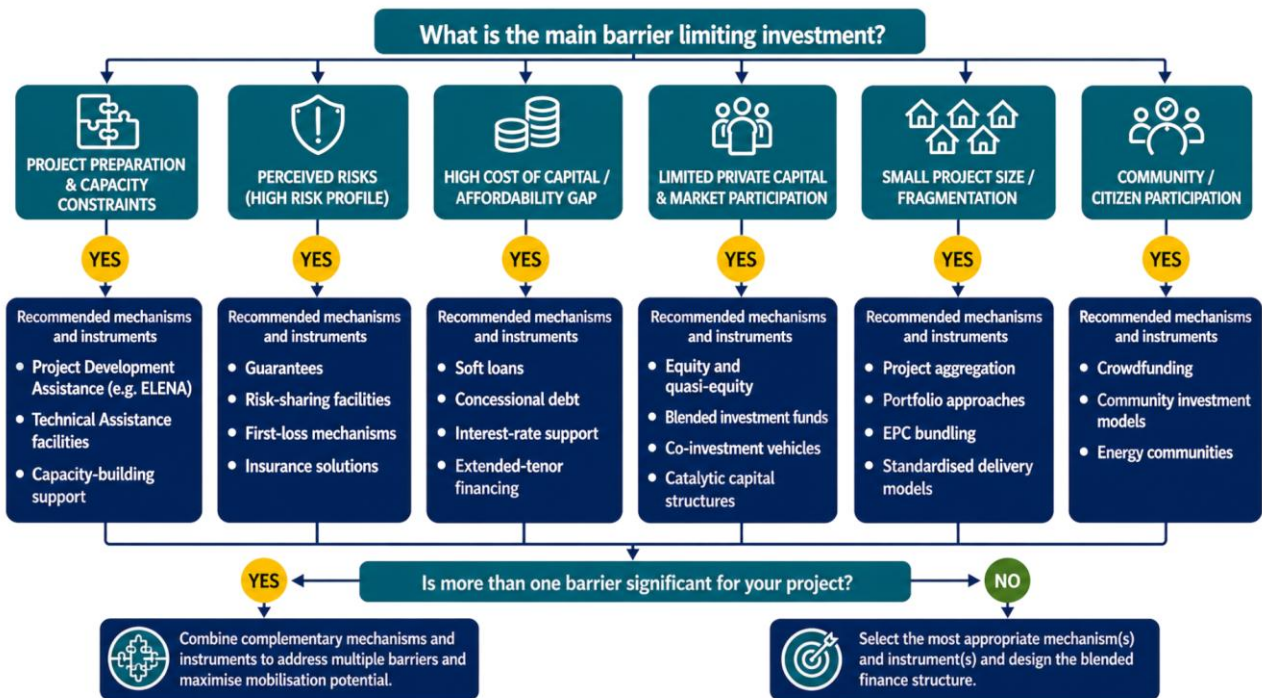 What is the main barrier limiting investment?
PROJECT PREPARATION
& CAPACITY
CONSTRAINTS
PERCEIVED RISKS
(HIGH RISK PROFILE)
HIGH COST OF CAPITAL /
AFFORDABILITY GAP
LIMITED PRIVATE CAPITAL
& MARKET PARTICIPATION
SMALL PROJECT SIZE /
FRAGMENTATION
COMMUNITY /
CITIZEN PARTICIPATION
YES
YES
YES
YES
YES
YES
Recommended mechanisms
and instruments
• Project Development
Assistance (e.g. ELENA)
• Technical Assistance
facilities
• Capacity-building
support
Recommended mechanisms
and instruments
• Guarantees
• Risk-sharing facilities
• First-loss mechanisms
• Insurance solutions
Recommended mechanisms
and instruments
• Soft loans
• Concessional debt
• Interest-rate support
• Extended-tenor
financing
Recommended mechanisms
and instruments
• Equity and
quasi-equity
• Blended investment funds
• Co-investment vehicles
• Catalytic capital
structures
Recommended mechanisms
and instruments
• Project aggregation
• Portfolio approaches
• EPC bundling
• Standardised delivery
models
Recommended mechanisms
and instruments
• Crowdfunding
• Community investment
models
• Energy communities
YES
Is more than one barrier significant for your project?
NO
Combine complementary mechanisms and
instruments to address multiple barriers and
maximise mobilisation potential.
Select the most appropriate mechanism(s)
and instrument(s) and design the blended
finance structure.